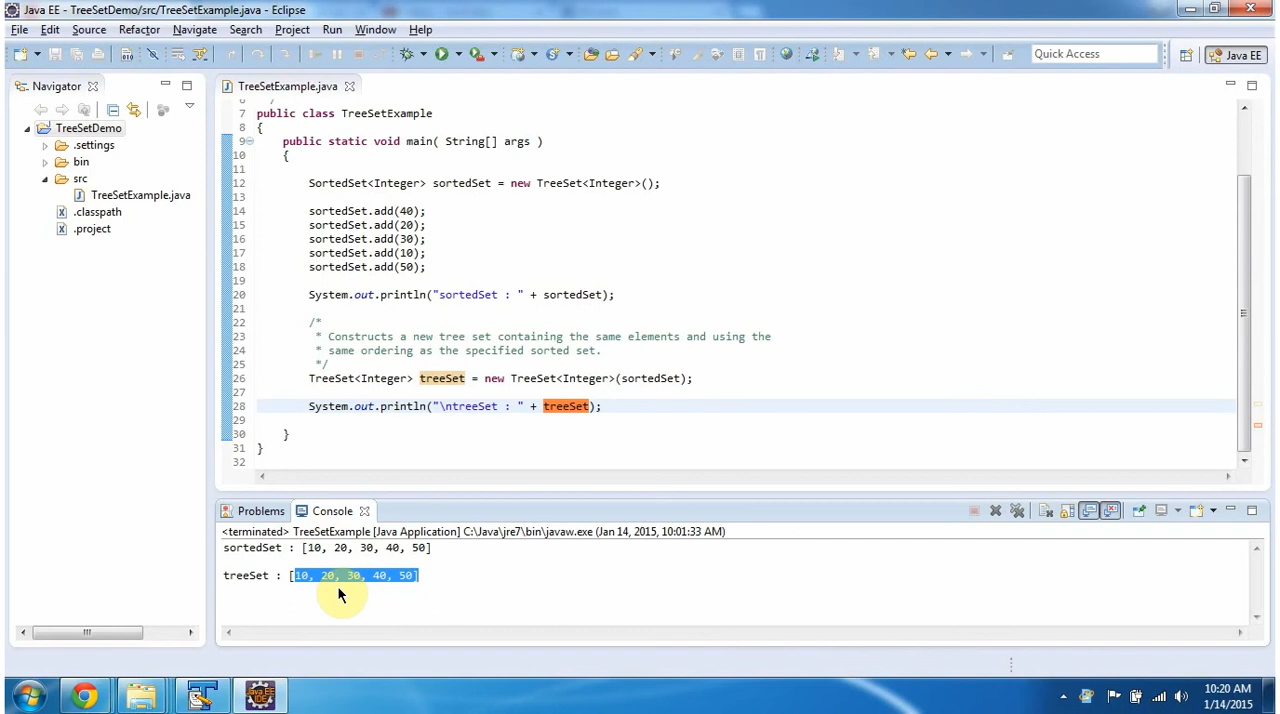 Java EE - TreeSetDemo/src/TreeSetExample.java - Eclipse
File Edit Source Refactor Navigate Search Project Run Window Help
Quick Access
Java EE
Navigator
TreeSetDemo
.settings
bin
src
TreeSetExample.java
.classpath
.project
TreeSetExample.java
6 */
7 public class TreeSetExample
8 {
9 public static void main( String[] args )
10 {
11
12 SortedSet<Integer> sortedSet = new TreeSet<Integer>();
13
14 sortedSet.add(40);
15 sortedSet.add(20);
16 sortedSet.add(30);
17 sortedSet.add(10);
18 sortedSet.add(50);
19
20 System.out.println("sortedSet : " + sortedSet);
21
22 /*
23 * Constructs a new tree set containing the same elements and using the
24 * same ordering as the specified sorted set.
25 */
26 TreeSet<Integer> treeSet = new TreeSet<Integer>(sortedSet);
27
28 System.out.println("\ntreeSet : " + treeSet);
29
30 }
31 }
32
Problems Console
<terminated> TreeSetExample [Java Application] C:\Java\jre7\bin\javaw.exe (Jan 14, 2015, 10:01:33 AM)
sortedSet : [10, 20, 30, 40, 50]
treeSet : [10, 20, 30, 40, 50]
Java EE
IDE
10:20 AM
1/14/2015